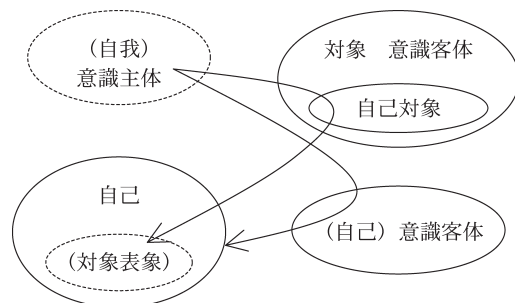 （自我）
意識主体
対象　意識客体
自己対象
自己
（対象表象）
（自己）意識客体